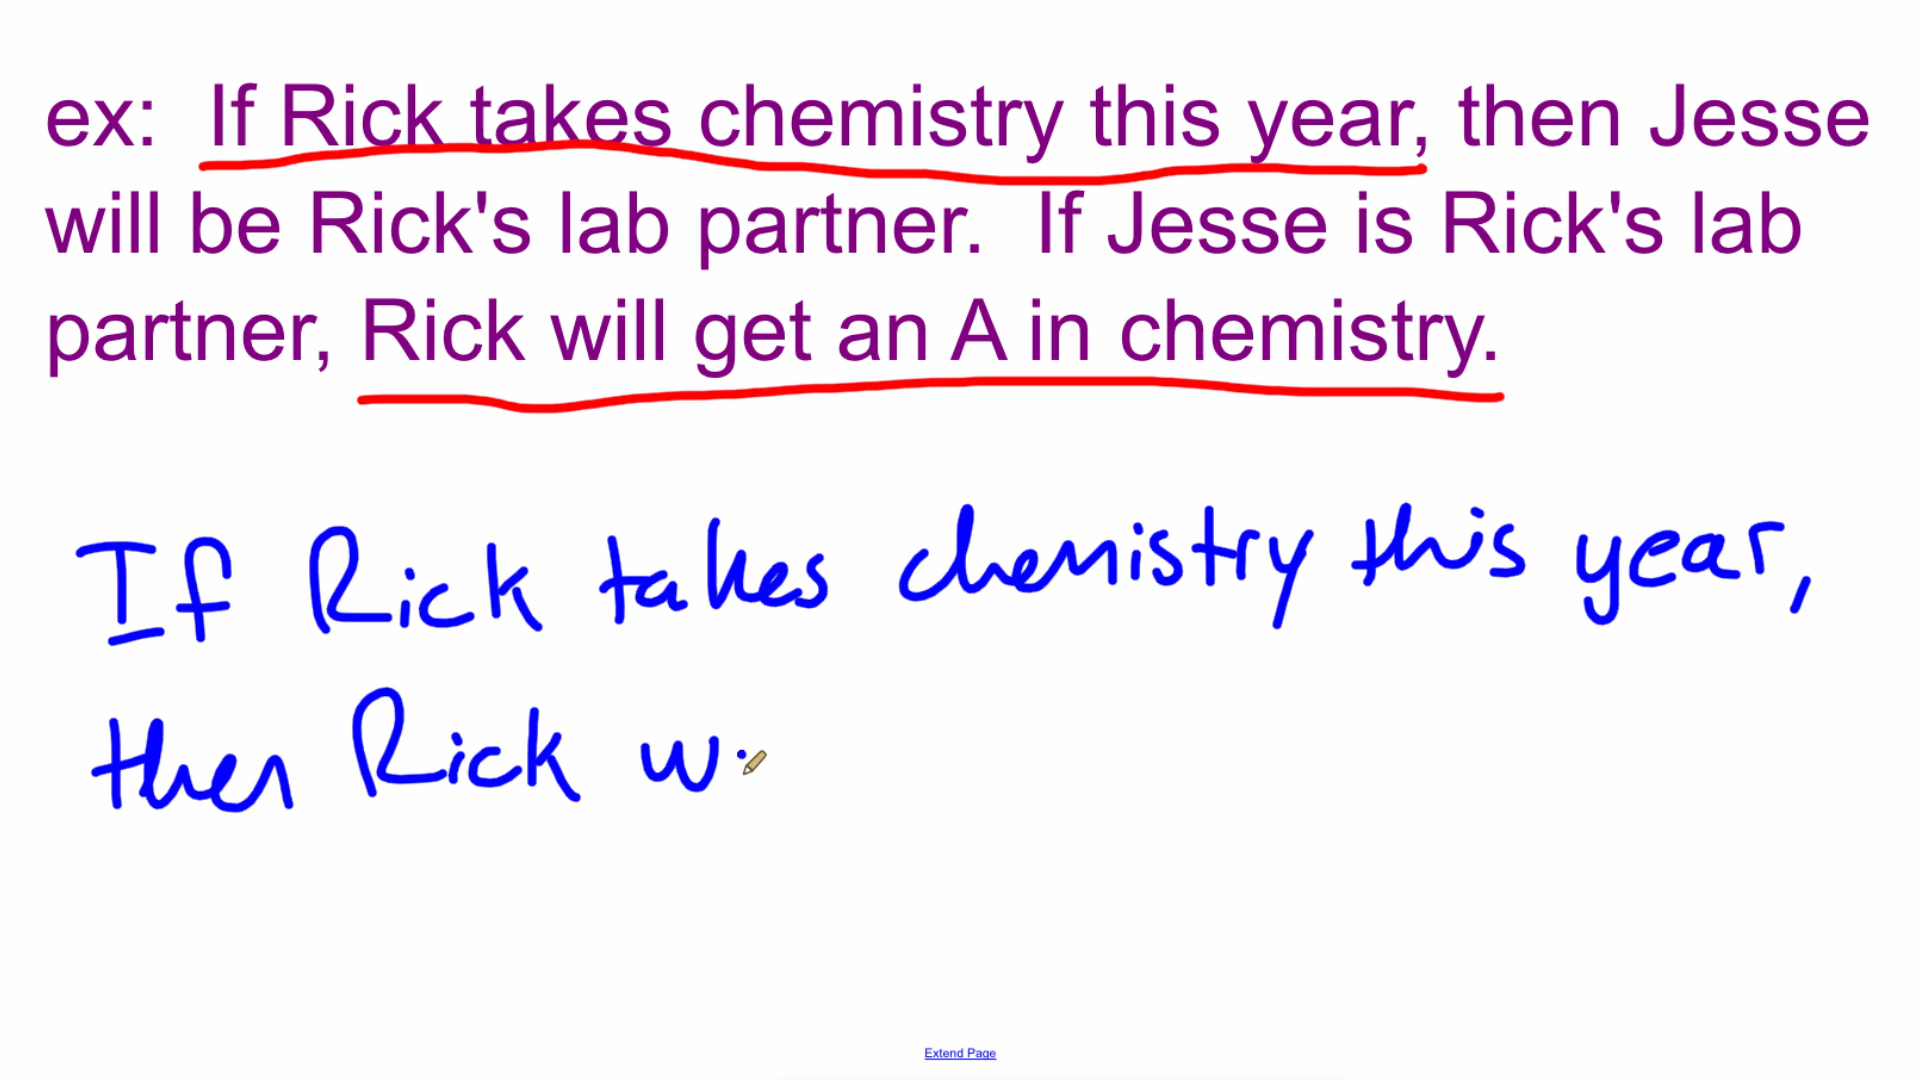 ex:  If Rick takes chemistry this year, then Jesse
will be Rick's lab partner.  If Jesse is Rick's lab
partner, Rick will get an A in chemistry.
If Rick takes chemistry this year,
then Rick wi
Extend Page